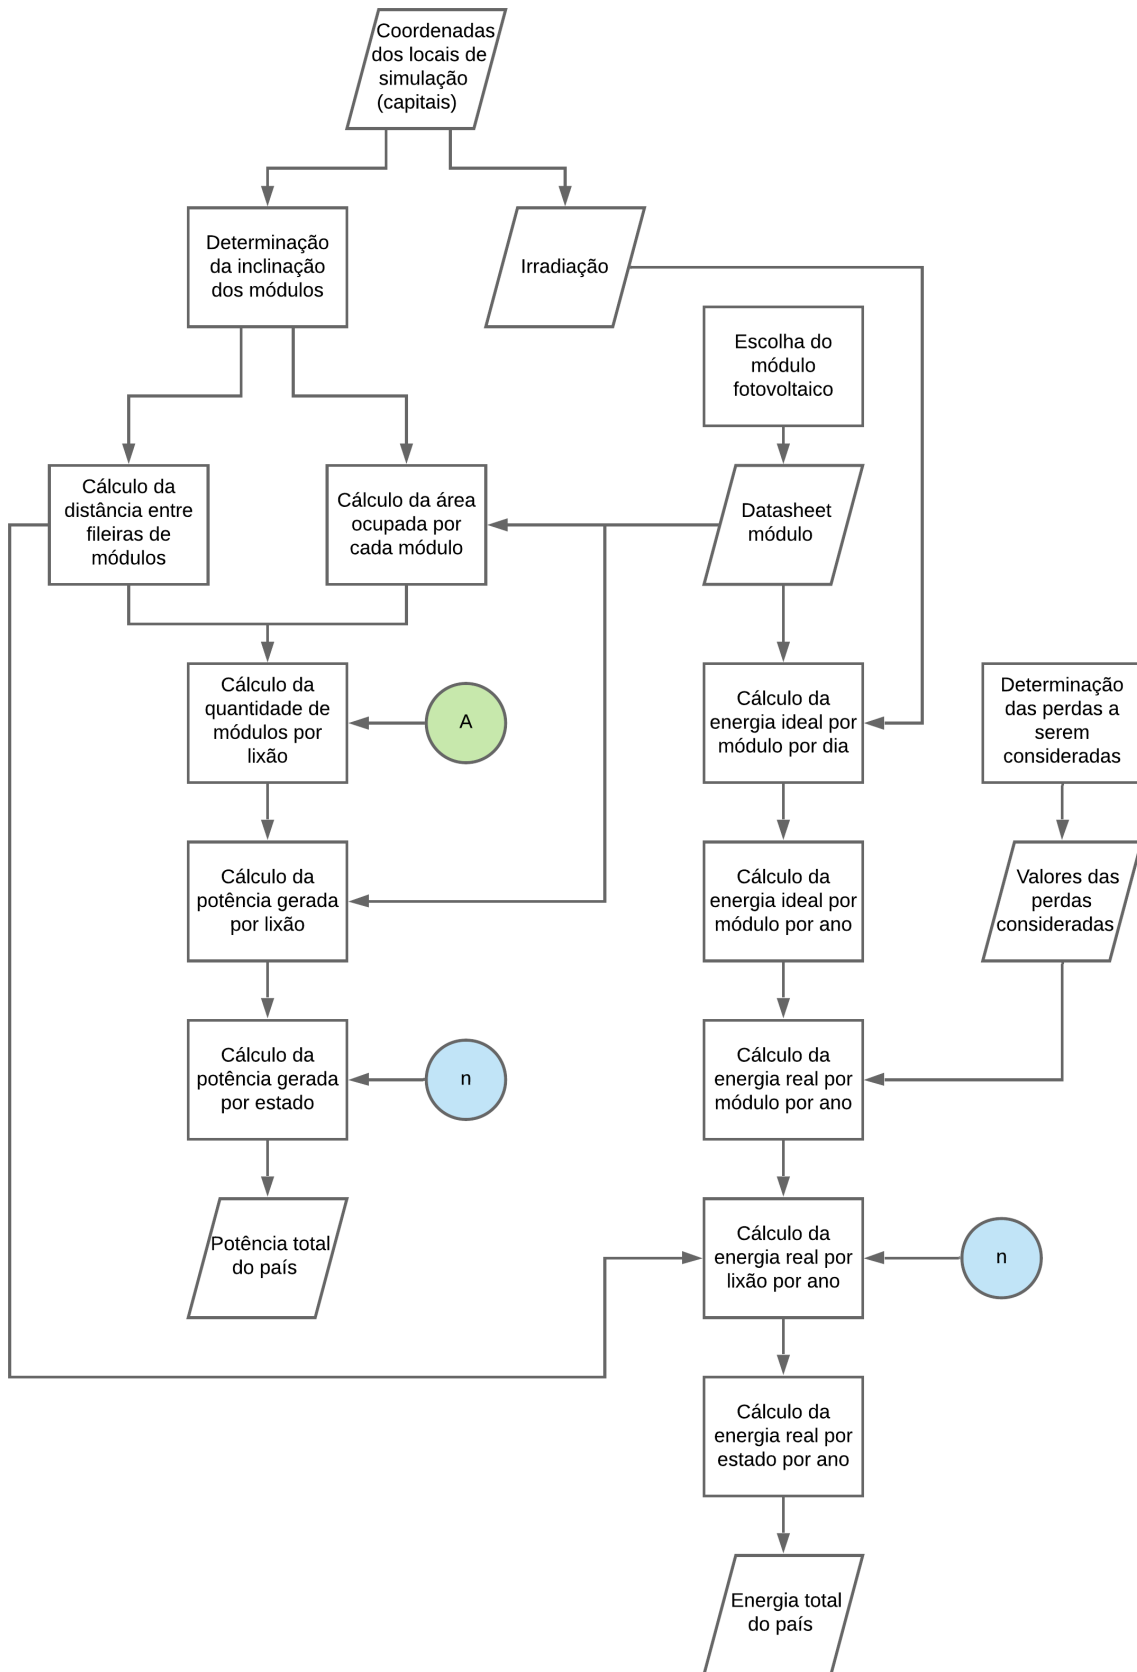 Coordenadas
dos locais de
simulação
(capitais)
Determinação
da inclinação
dos módulos
Irradiação
Escolha do
módulo
fotovoltaico
Cálculo da
distância entre
fileiras de
módulos
Cálculo da área
ocupada por
cada módulo
Datasheet
módulo
Cálculo da
quantidade de
módulos por
lixão
A
Cálculo da
energia ideal por
módulo por dia
Determinação
das perdas a
serem
consideradas
Cálculo da
potência gerada
por lixão
Cálculo da
energia ideal por
módulo por ano
Valores das
perdas
consideradas
Cálculo da
potência gerada
por estado
n
Cálculo da
energia real por
módulo por ano
Potência total
do país
Cálculo da
energia real por
lixão por ano
n
Cálculo da
energia real por
estado por ano
Energia total
do país